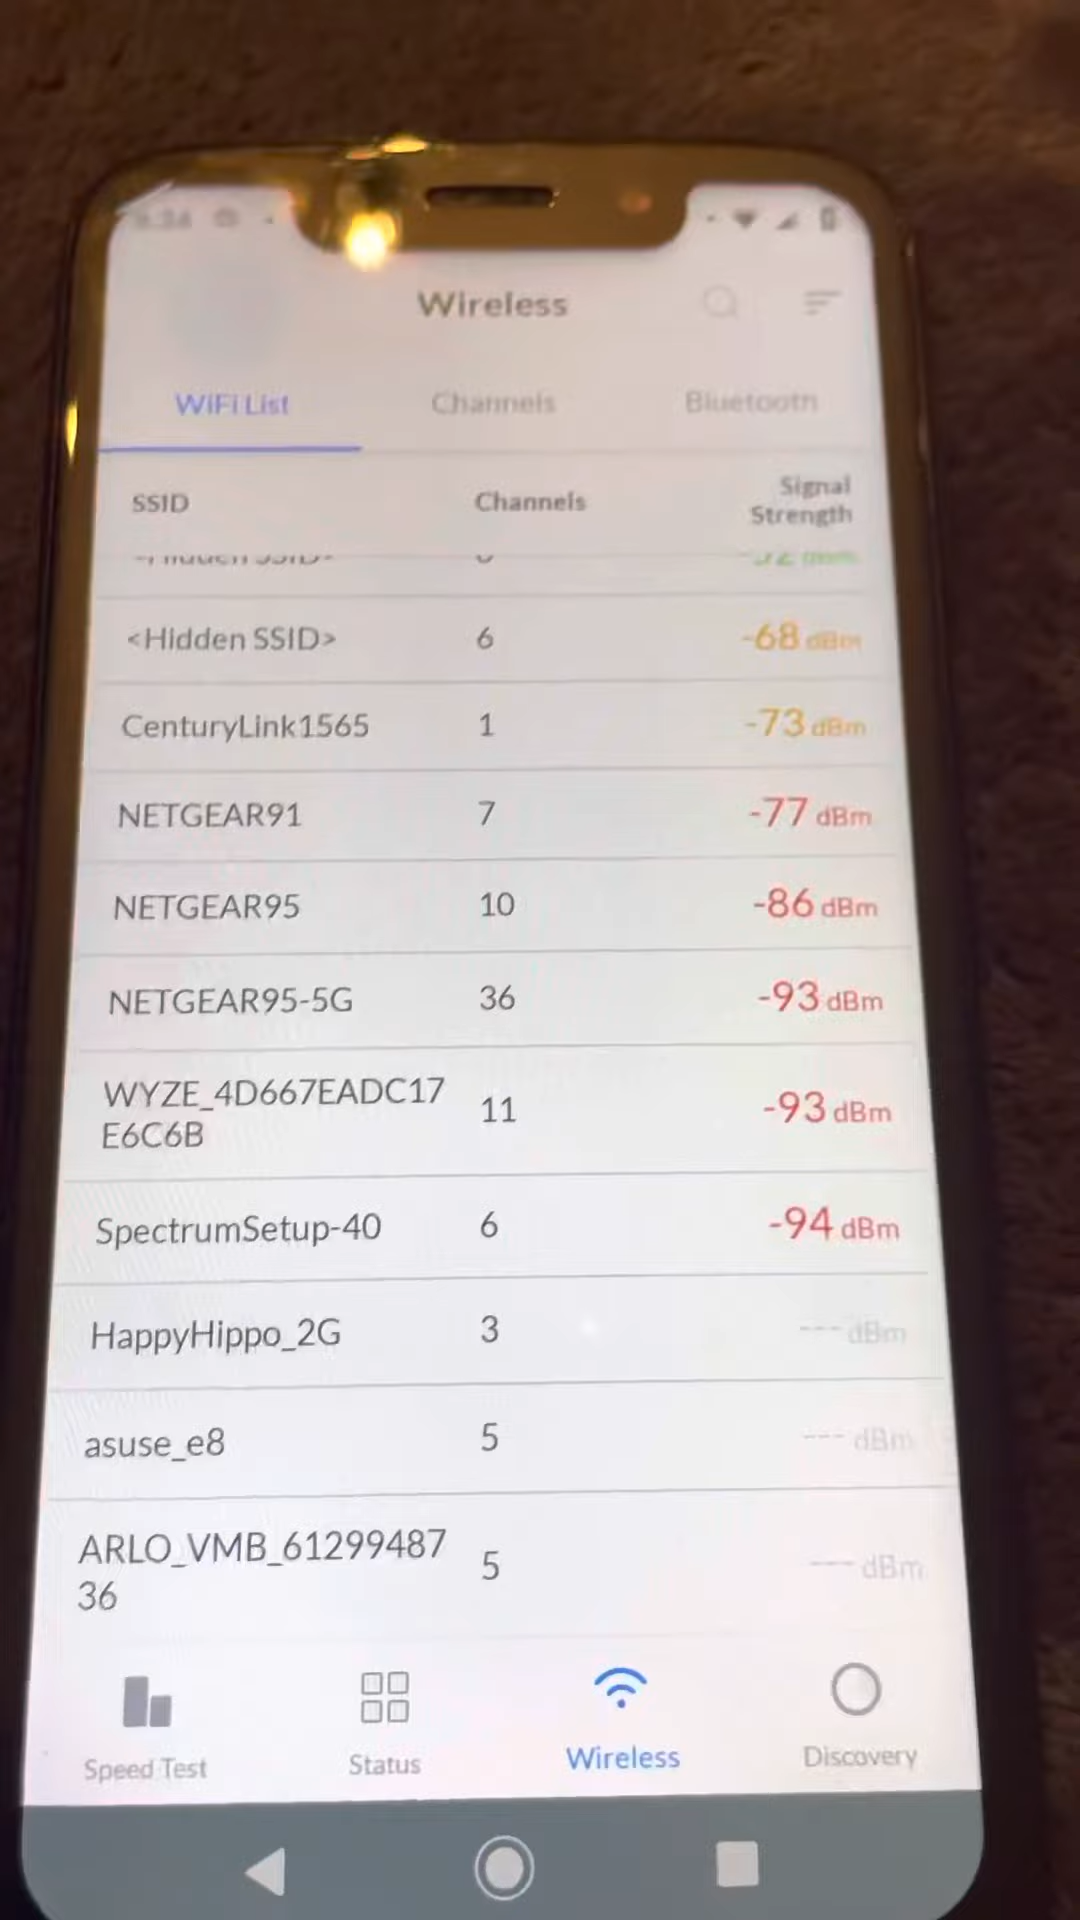 Wireless
WiFi List Channels Bluetooth
SSID Channels Signal Strength
<Hidden SSID> 6 -68 dBm
CenturyLink1565 1 -73 dBm
NETGEAR91 7 -77 dBm
NETGEAR95 10 -86 dBm
NETGEAR95-5G 36 -93 dBm
WYZE_4D667EADC17
E6C6B 11 -93 dBm
SpectrumSetup-40 6 -94 dBm
HappyHippo_2G 3 --- dBm
asuse_e8 5 --- dBm
ARLO_VMB_61299487
36 5 --- dBm
Speed Test Status Wireless Discovery